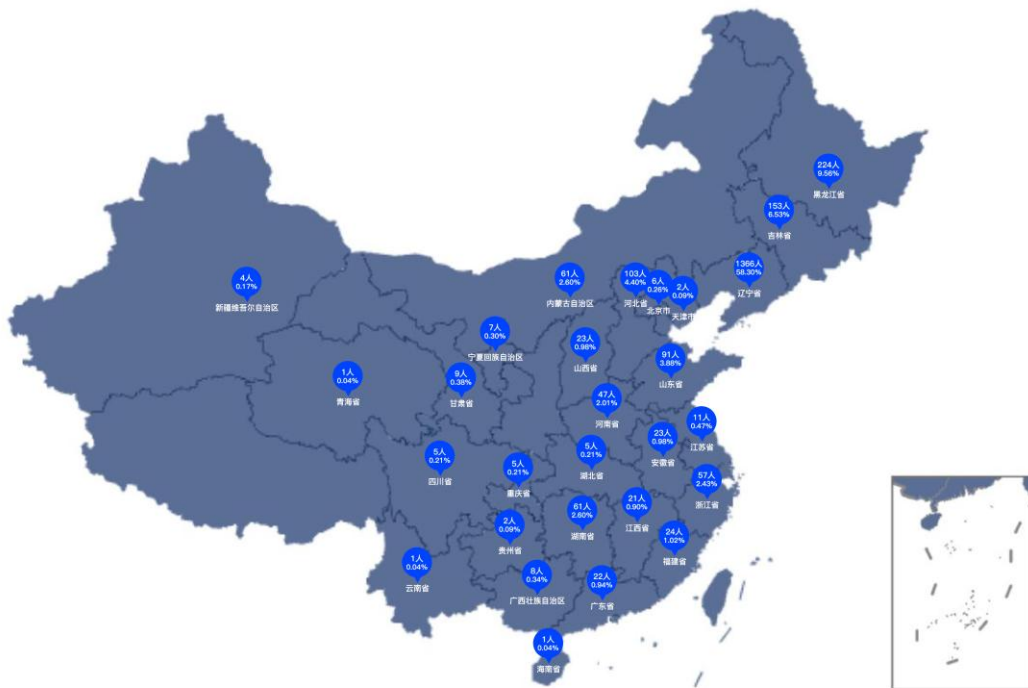 224人
9.56%
黑龙江省
153人
6.53%
吉林省
1366人
58.30%
辽宁省
4人
0.17%
新疆维吾尔自治区
61人
2.60%
内蒙古自治区
103人
4.40%
河北省
6人
0.26%
北京市
2人
0.09%
天津市
7人
0.30%
宁夏回族自治区
23人
0.98%
山西省
91人
3.88%
山东省
1人
0.04%
青海省
9人
0.38%
甘肃省
47人
2.01%
河南省
11人
0.47%
江苏省
23人
0.98%
安徽省
5人
0.21%
四川省
5人
0.21%
重庆市
5人
0.21%
湖北省
57人
2.43%
浙江省
61人
2.60%
湖南省
21人
0.90%
江西省
2人
0.09%
贵州省
24人
1.02%
福建省
1人
0.04%
云南省
8人
0.34%
广西壮族自治区
22人
0.94%
广东省
1人
0.04%
海南省